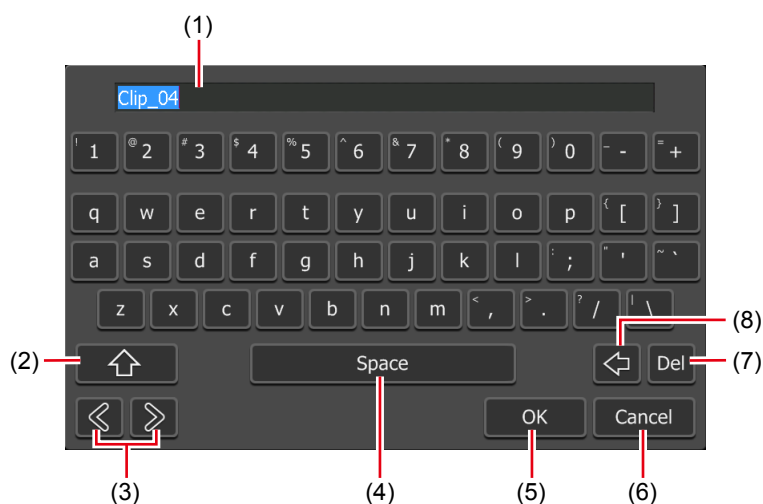 (1)
Clip_04
! 1 @ 2 # 3 $ 4 % 5 ^ 6 & 7 * 8 ( 9 ) 0 _ - = +
q w e r t y u i o p { [ } ]
a s d f g h j k l : ; " ' ~ `
z x c v b n m < , > . ? / | \
(8)
(2) Space Del (7)
OK Cancel
(3) (4) (5) (6)